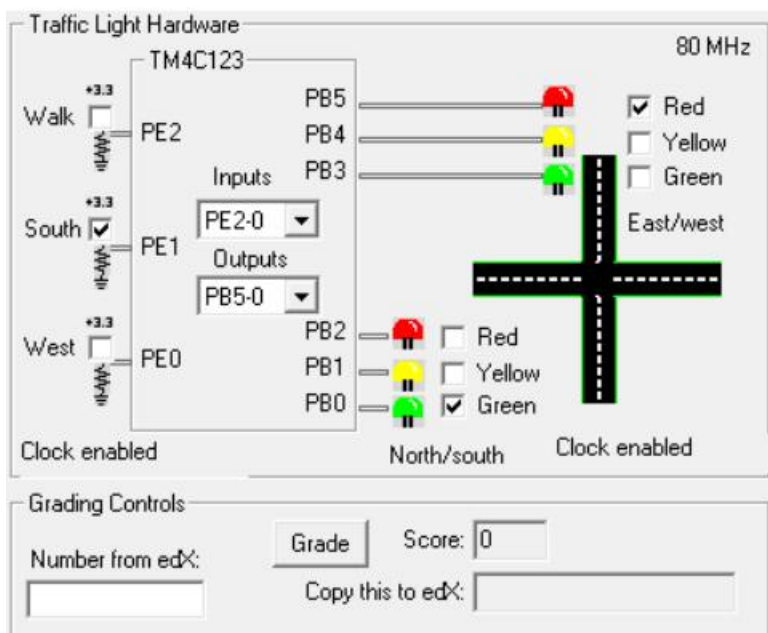 Traffic Light Hardware
80 MHz
TM4C123
+3.3
Walk
PE2
PB5
Red
PB4
Yellow
PB3
Green
Inputs
PE2-0
+3.3
South
PE1
East/west
Outputs
PB5-0
+3.3
West
PE0
PB2
Red
PB1
Yellow
PB0
Green
Clock enabled
North/south
Clock enabled
Grading Controls
Number from edX:
Grade
Score: 0
Copy this to edX: